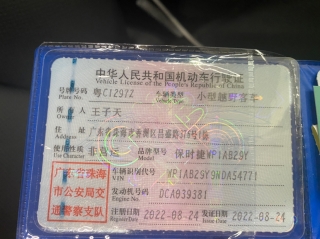 中华人民共和国机动车行驶证
Vehicle License of the People's Republic of China
号牌号码 粤C1297Z 车辆类型 小型越野客车
Plate No. Vehicle Type
所有人 王子天
Owner
住址 广东省珠海市香洲区
Address
使用性质 非营运 品牌型号 保时捷WP1AB29Y
Use Character Model
广东省珠海
市公安局交
通警察支队
车辆识别代号 WP1AB29Y9NDA54771
VIN
发动机号码 DCA039381
Engine No.
注册日期 2022-08-24 发证日期 2022-08-24
Register Date Issue Date